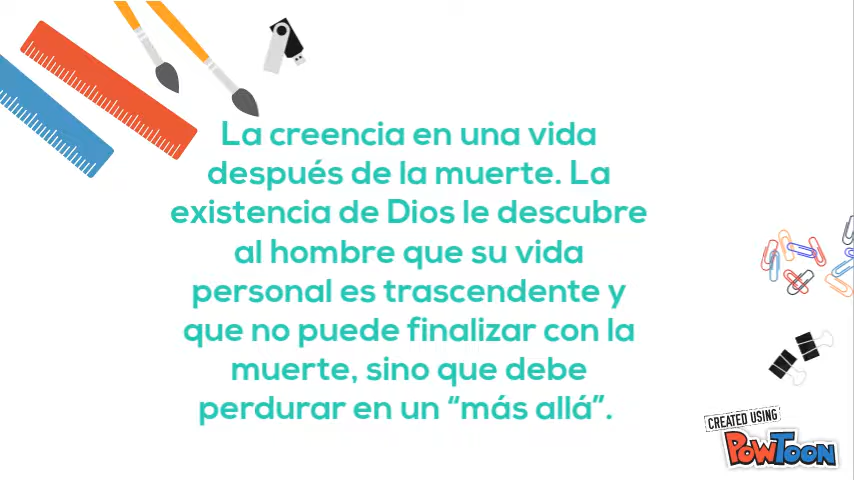 La creencia en una vida
después de la muerte. La
existencia de Dios le descubre
al hombre que su vida
personal es trascendente y
que no puede finalizar con la
muerte, sino que debe
perdurar en un “más allá”.
CREATED USING
POWTOON